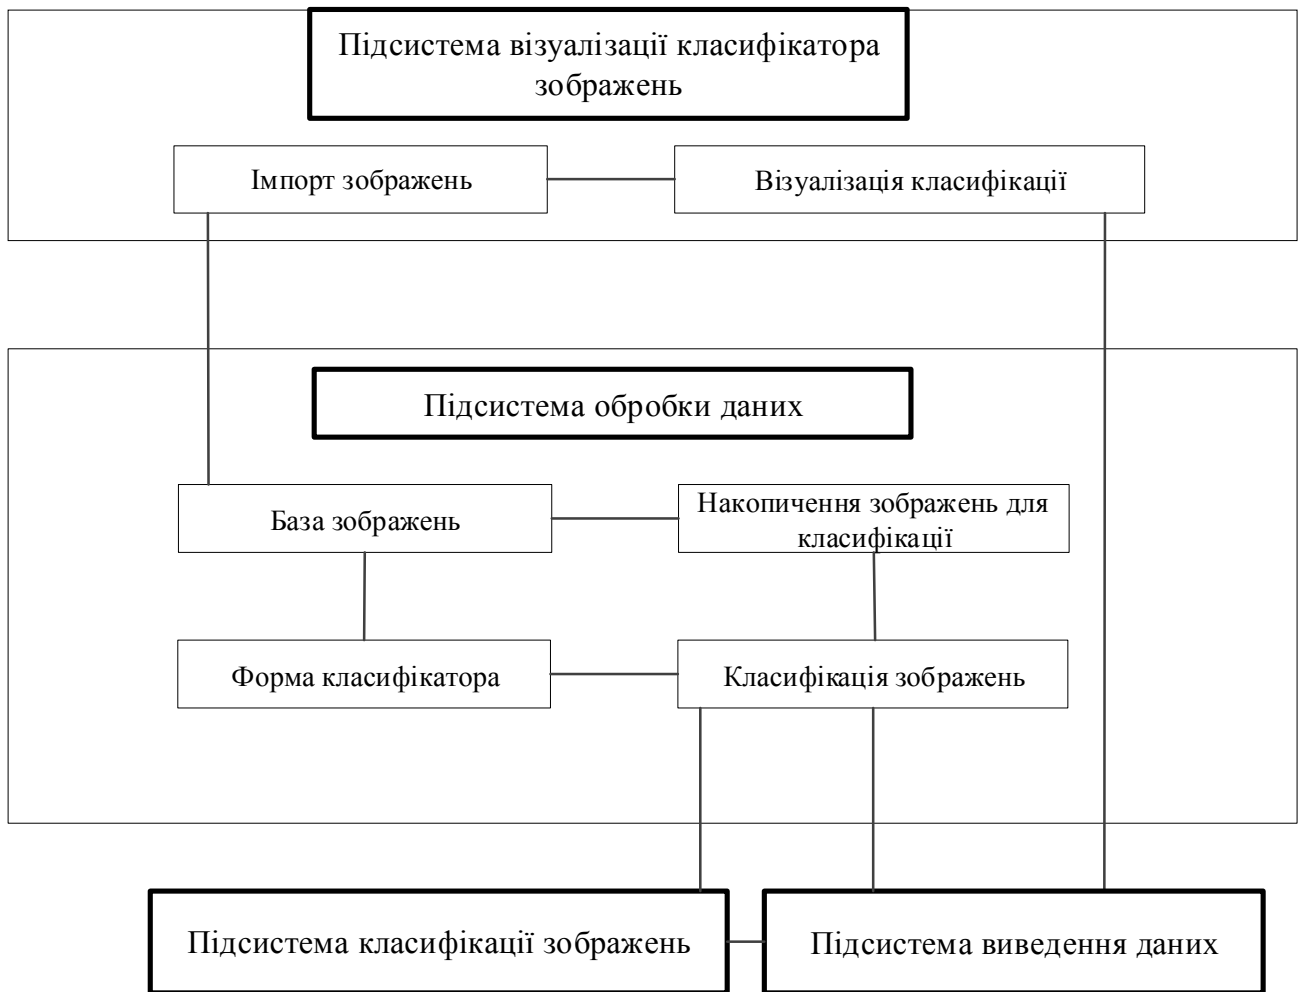 Підсистема візуалізації класифікатора
зображень
Імпорт зображень
Візуалізація класифікації
Підсистема обробки даних
База зображень
Накопичення зображень для
класифікації
Форма класифікатора
Класифікація зображень
Підсистема класифікації зображень
Підсистема виведення даних